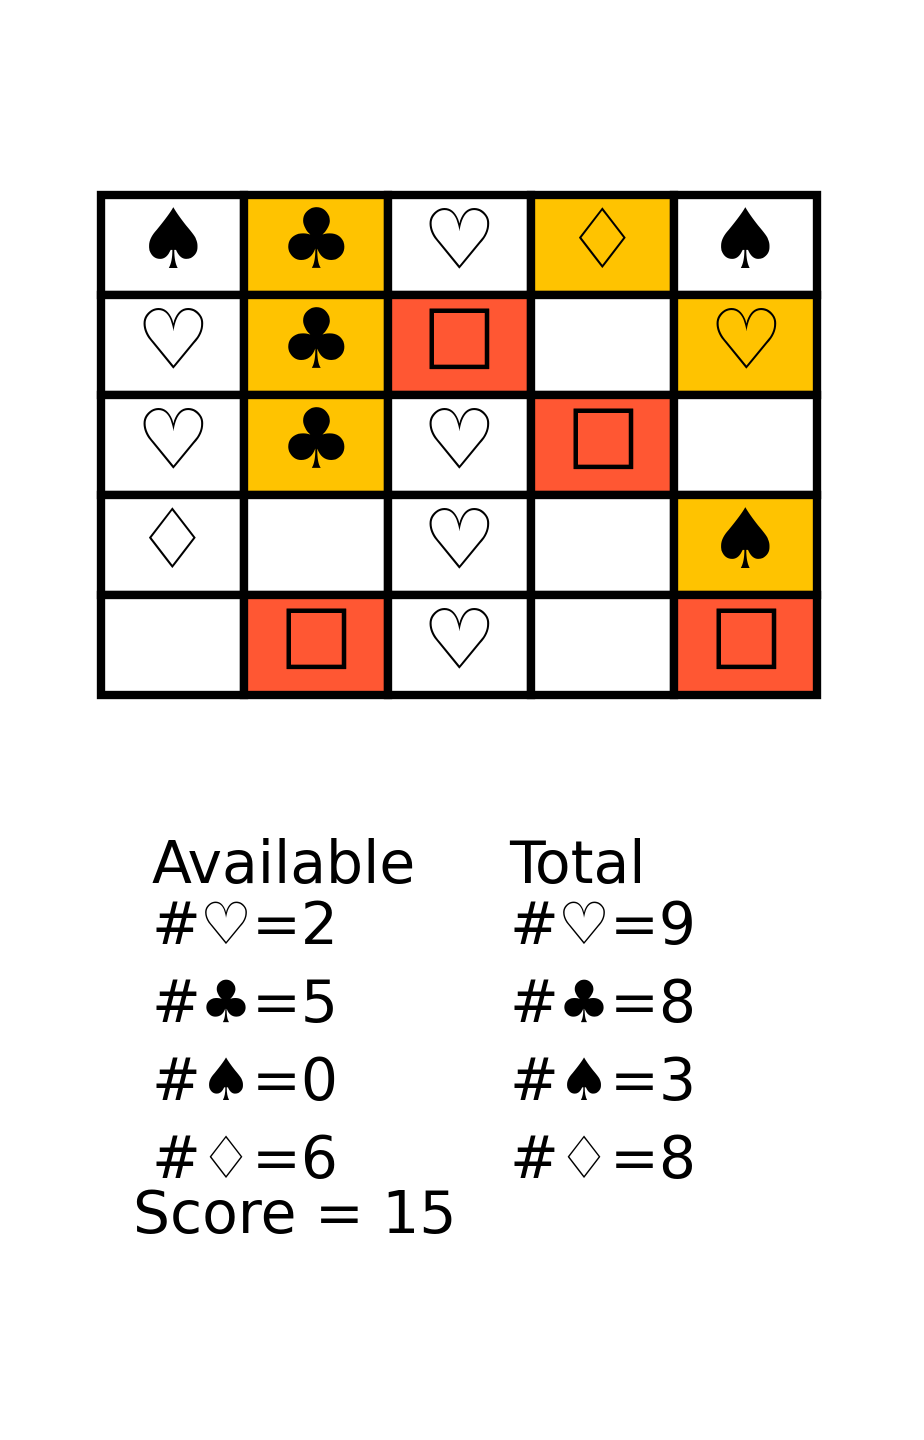 ♠ ♣ ♡ ♢ ♠
♡ ♣ □ ♡
♡ ♣ ♡ □
♢ ♡ ♠
□ ♡ □
Available Total
#♡=2 #♡=9
#♣=5 #♣=8
#♠=0 #♠=3
#♢=6 #♢=8
Score = 15